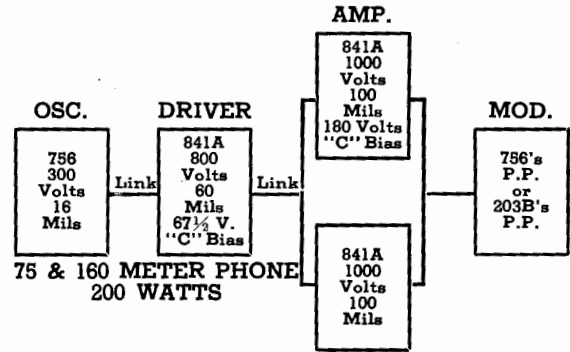 AMP.
841A
1000
Volts
100
Mils
180 Volts
"C" Bias
OSC.
756
300
Volts
16
Mils
Link
DRIVER
841A
800
Volts
60
Mils
67½ V.
"C" Bias
Link
MOD.
756's
P.P.
or
203B's
P.P.
841A
1000
Volts
100
Mils
75 & 160 METER PHONE
200 WATTS